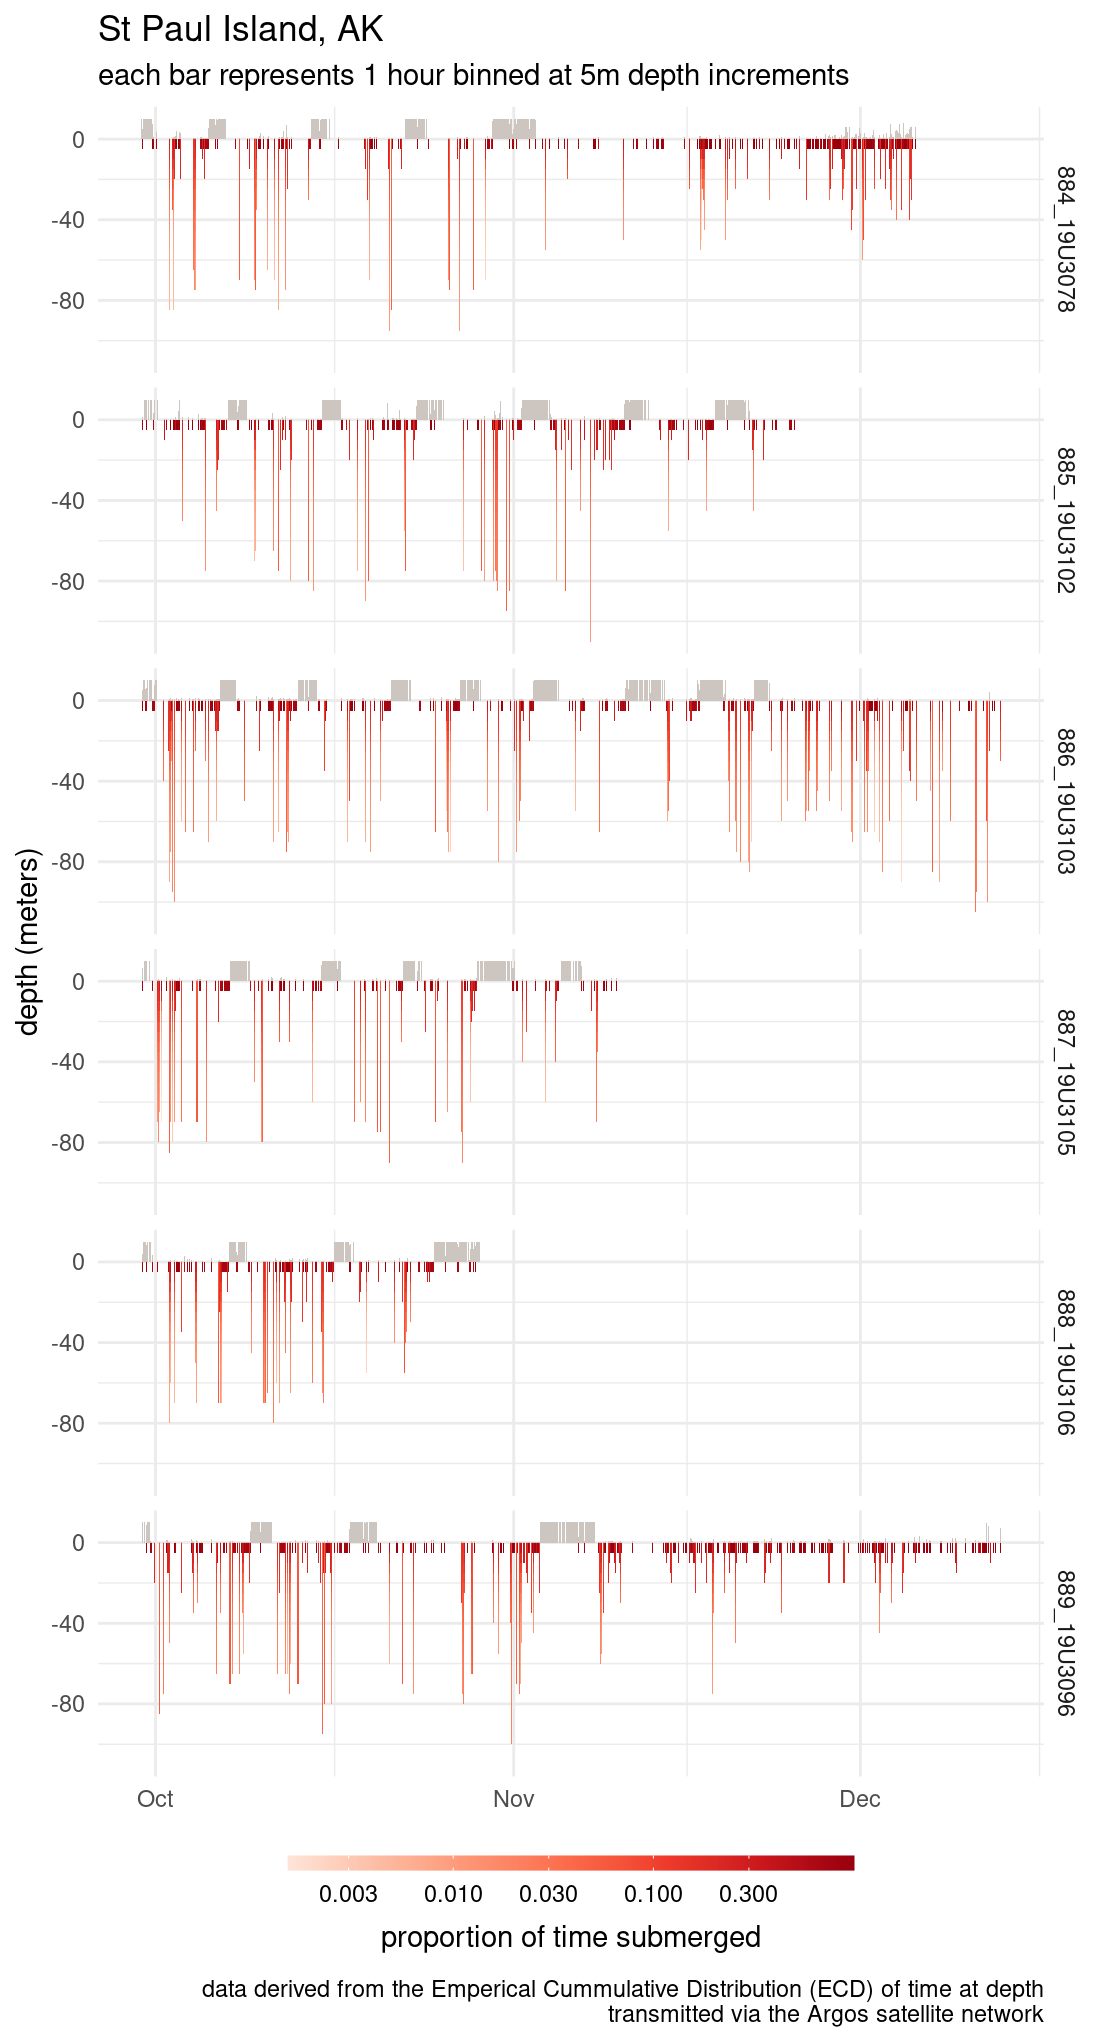 St Paul Island, AK
each bar represents 1 hour binned at 5m depth increments
0
-40
-80
884_19U3078
0
-40
-80
885_19U3102
0
-40
-80
886_19U3103
depth (meters)
0
-40
-80
887_19U3105
0
-40
-80
888_19U3106
0
-40
-80
889_19U3096
Oct Nov Dec
0.003 0.010 0.030 0.100 0.300
proportion of time submerged
data derived from the Emperical Cummulative Distribution (ECD) of time at depth
transmitted via the Argos satellite network